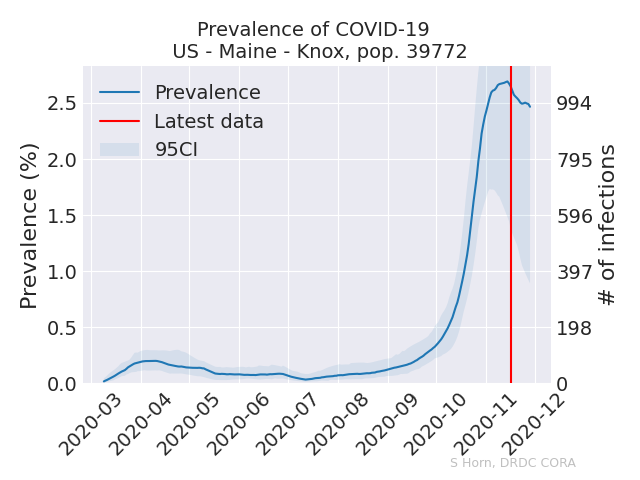 Prevalence of COVID-19
US - Maine - Knox, pop. 39772
Prevalence
Latest data
95CI
Prevalence (%)
2.5
2.0
1.5
1.0
0.5
0.0
994
795
596
397
198
0
# of infections
2020-03
2020-04
2020-05
2020-06
2020-07
2020-08
2020-09
2020-10
2020-11
2020-12
S Horn, DRDC CORA